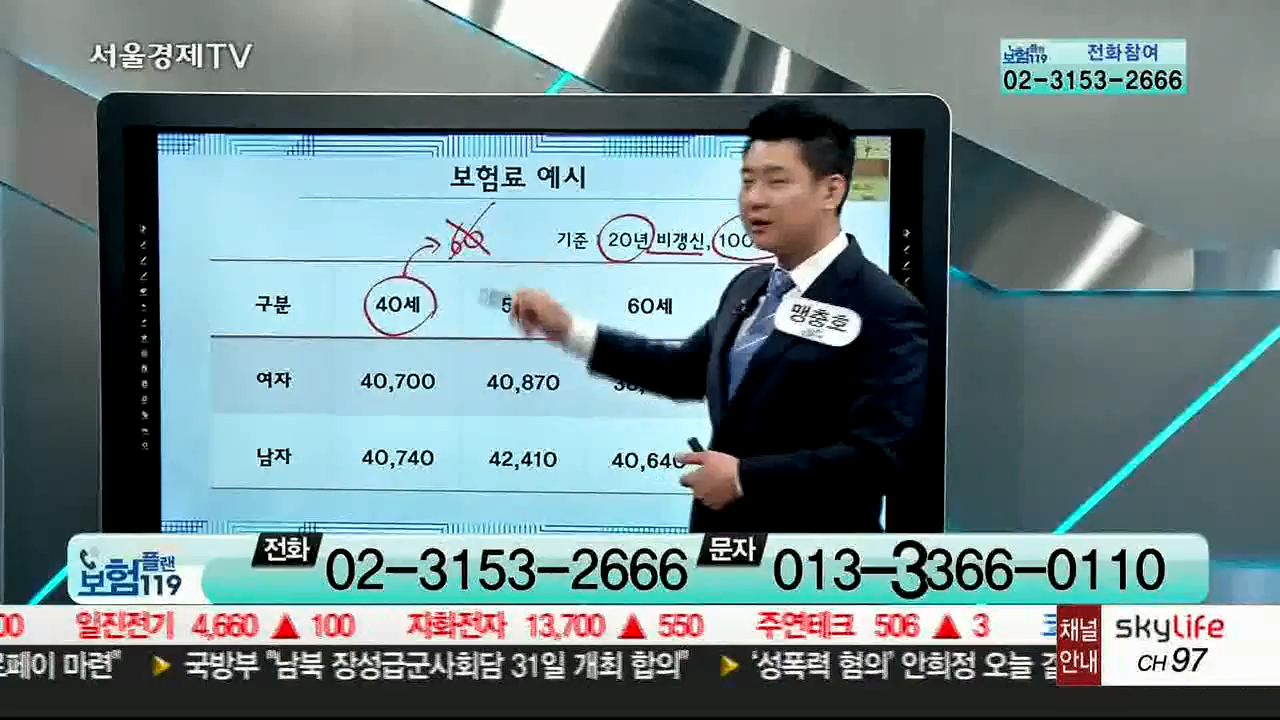 서울경제TV
보험플랜119 전화참여
02-3153-2666
보험료 예시
60
기준 : 20년 비갱신, 100
구분 40세 5 60세
여자 40,700 40,870
남자 40,740 42,410 40,640
맹충호
보험플랜119 전화 02-3153-2666 문자 013-3366-0110
00 일진전기 4,660 ▲ 100 자화전자 13,700 ▲ 550 주연테크 506 ▲ 3
로페이 마련" ▶ 국방부 "남북 장성급군사회담 31일 개최 합의" ▶ '성폭력 혐의' 안희정 오늘
채널안내 skylife CH 97